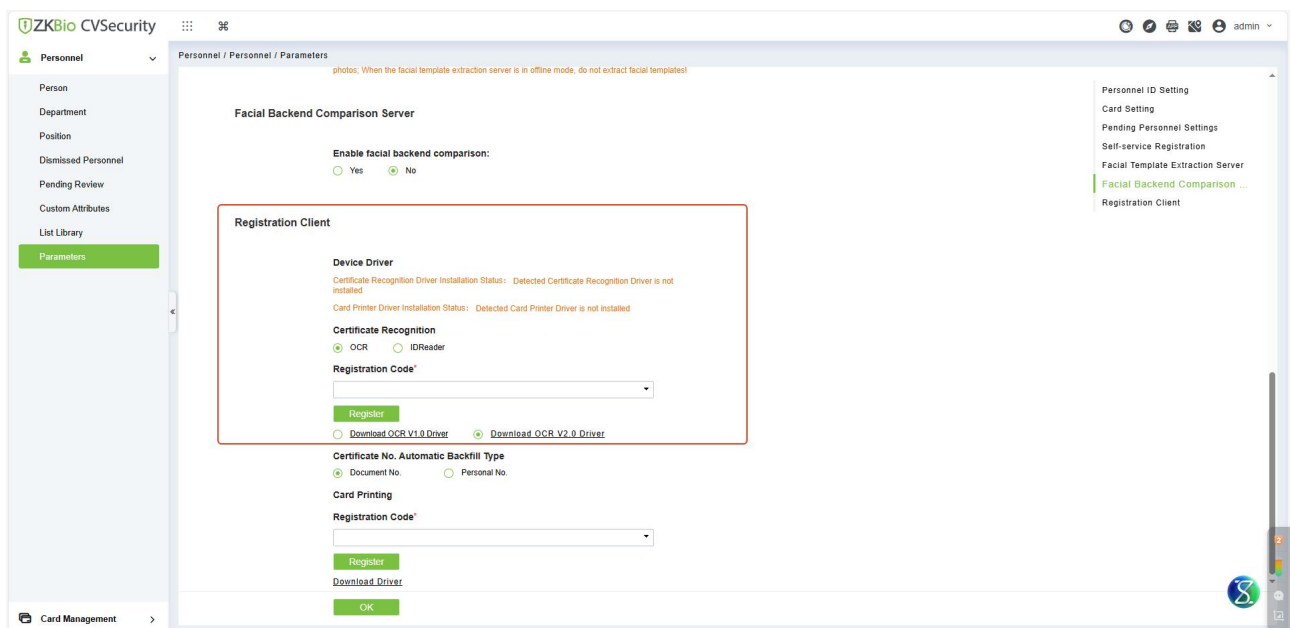 ZKBio CVSecurity
admin
Personnel
Person
Department
Position
Dismissed Personnel
Pending Review
Custom Attributes
List Library
Parameters
Card Management
Personnel / Personnel / Parameters
photos; When the facial template extraction server is in offline mode, do not extract facial templates!
Facial Backend Comparison Server
Enable facial backend comparison:
Yes No
Registration Client
Device Driver
Certificate Recognition Driver Installation Status： Detected Certificate Recognition Driver is not
installed
Card Printer Driver Installation Status： Detected Card Printer Driver is not installed
Certificate Recognition
OCR IDReader
Registration Code*
Register
Download OCR V1.0 Driver Download OCR V2.0 Driver
Certificate No. Automatic Backfill Type
Document No. Personal No.
Card Printing
Registration Code*
Register
Download Driver
OK
Personnel ID Setting
Card Setting
Pending Personnel Settings
Self-service Registration
Facial Template Extraction Server
Facial Backend Comparison ...
Registration Client